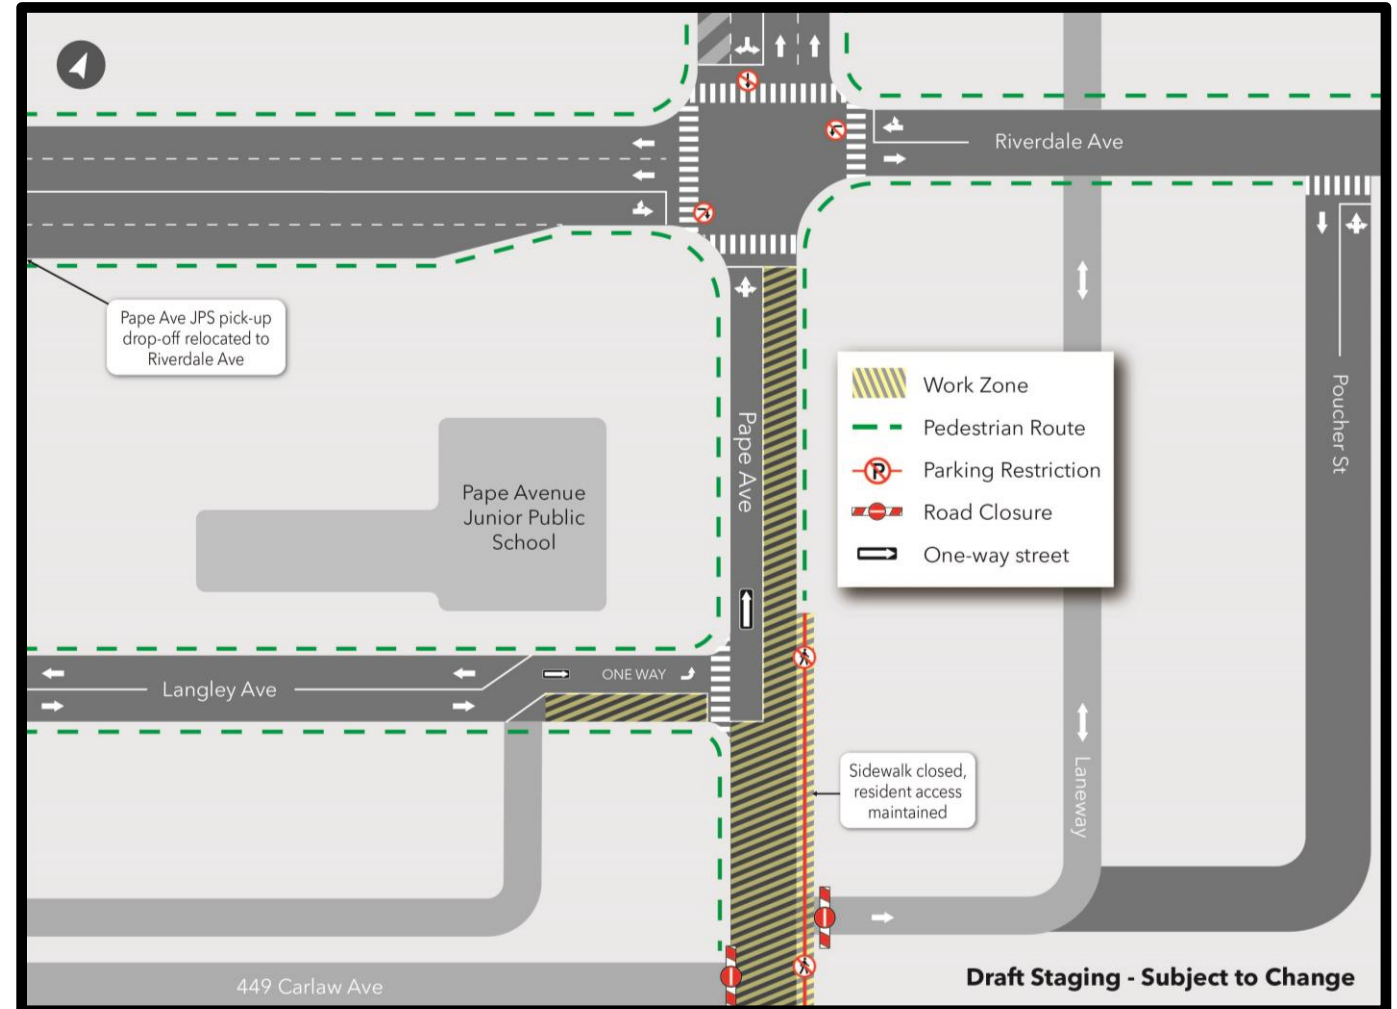 Riverdale Ave
Pape Ave JPS pick-up
drop-off relocated to
Riverdale Ave
Work Zone
Pedestrian Route
P
Parking Restriction
Road Closure
One-way street
Pape Ave
Poucher St
Pape Avenue
Junior Public
School
Langley Ave
ONE WAY
Sidewalk closed,
resident access
maintained
Laneway
449 Carlaw Ave
Draft Staging - Subject to Change